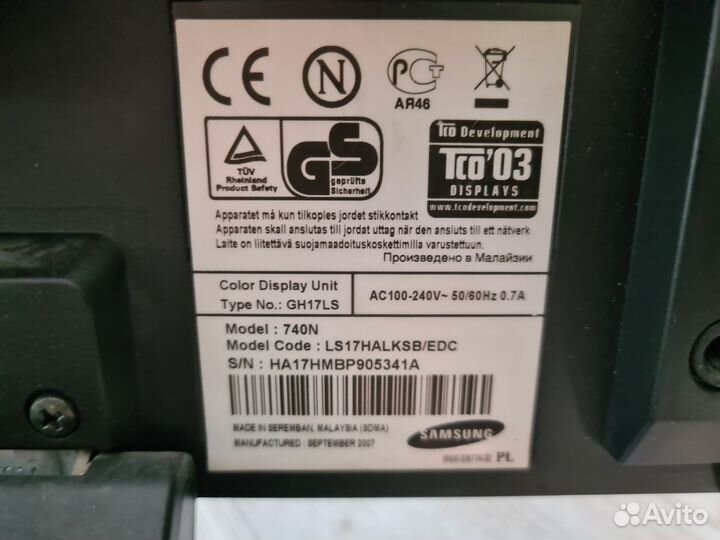 CE
N
PCT
АЯ46
TÜV
Rheinland
Product Safety
GS
geprüfte
Sicherheit
TCO Development
TCO'03
DISPLAYS
www.tcodevelopment.com
Apparatet må kun tilkoples jordet stikkontakt
Apparaten skall anslutas till jordat uttag när den ansluts till ett nätverk
Laite on liitettävä suojamaadoituskoskettimilla varustettuun.
Произведено в Малайзии
Color Display Unit
Type No.: GH17LS
AC100-240V~ 50/60Hz 0.7A
Model : 740N
Model Code : LS17HALKSB/EDC
S/N : HA17HMBP905341A
MADE IN SEREMBAN, MALAYSIA (SDMA)
MANUFACTURED : SEPTEMBER 2007
SAMSUNG
PL
Avito